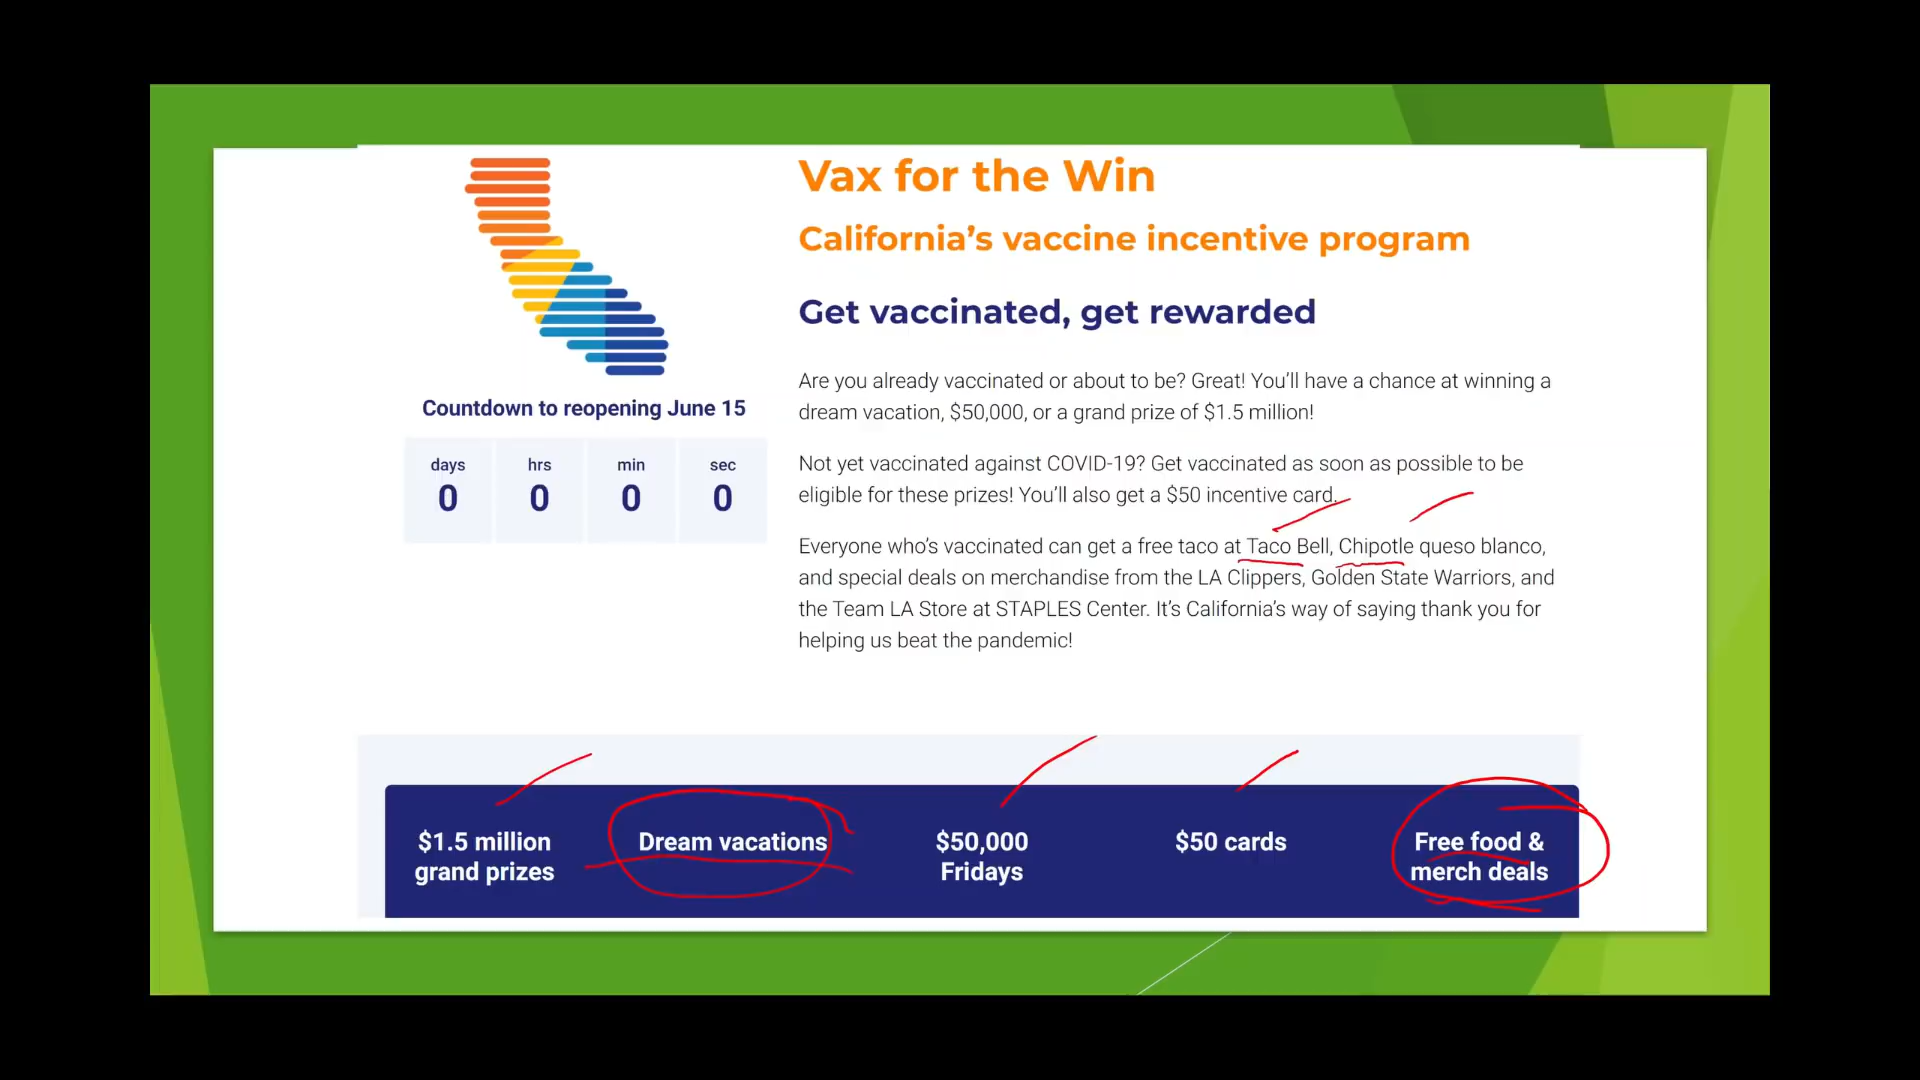 Vax for the Win
California’s vaccine incentive program
Get vaccinated, get rewarded
Are you already vaccinated or about to be? Great! You’ll have a chance at winning a
dream vacation, $50,000, or a grand prize of $1.5 million!
Not yet vaccinated against COVID-19? Get vaccinated as soon as possible to be
eligible for these prizes! You’ll also get a $50 incentive card.
Everyone who’s vaccinated can get a free taco at Taco Bell, Chipotle queso blanco,
and special deals on merchandise from the LA Clippers, Golden State Warriors, and
the Team LA Store at STAPLES Center. It’s California’s way of saying thank you for
helping us beat the pandemic!
Countdown to reopening June 15
days hrs min sec
0 0 0 0
$1.5 million
grand prizes
Dream vacations
$50,000
Fridays
$50 cards
Free food &
merch deals